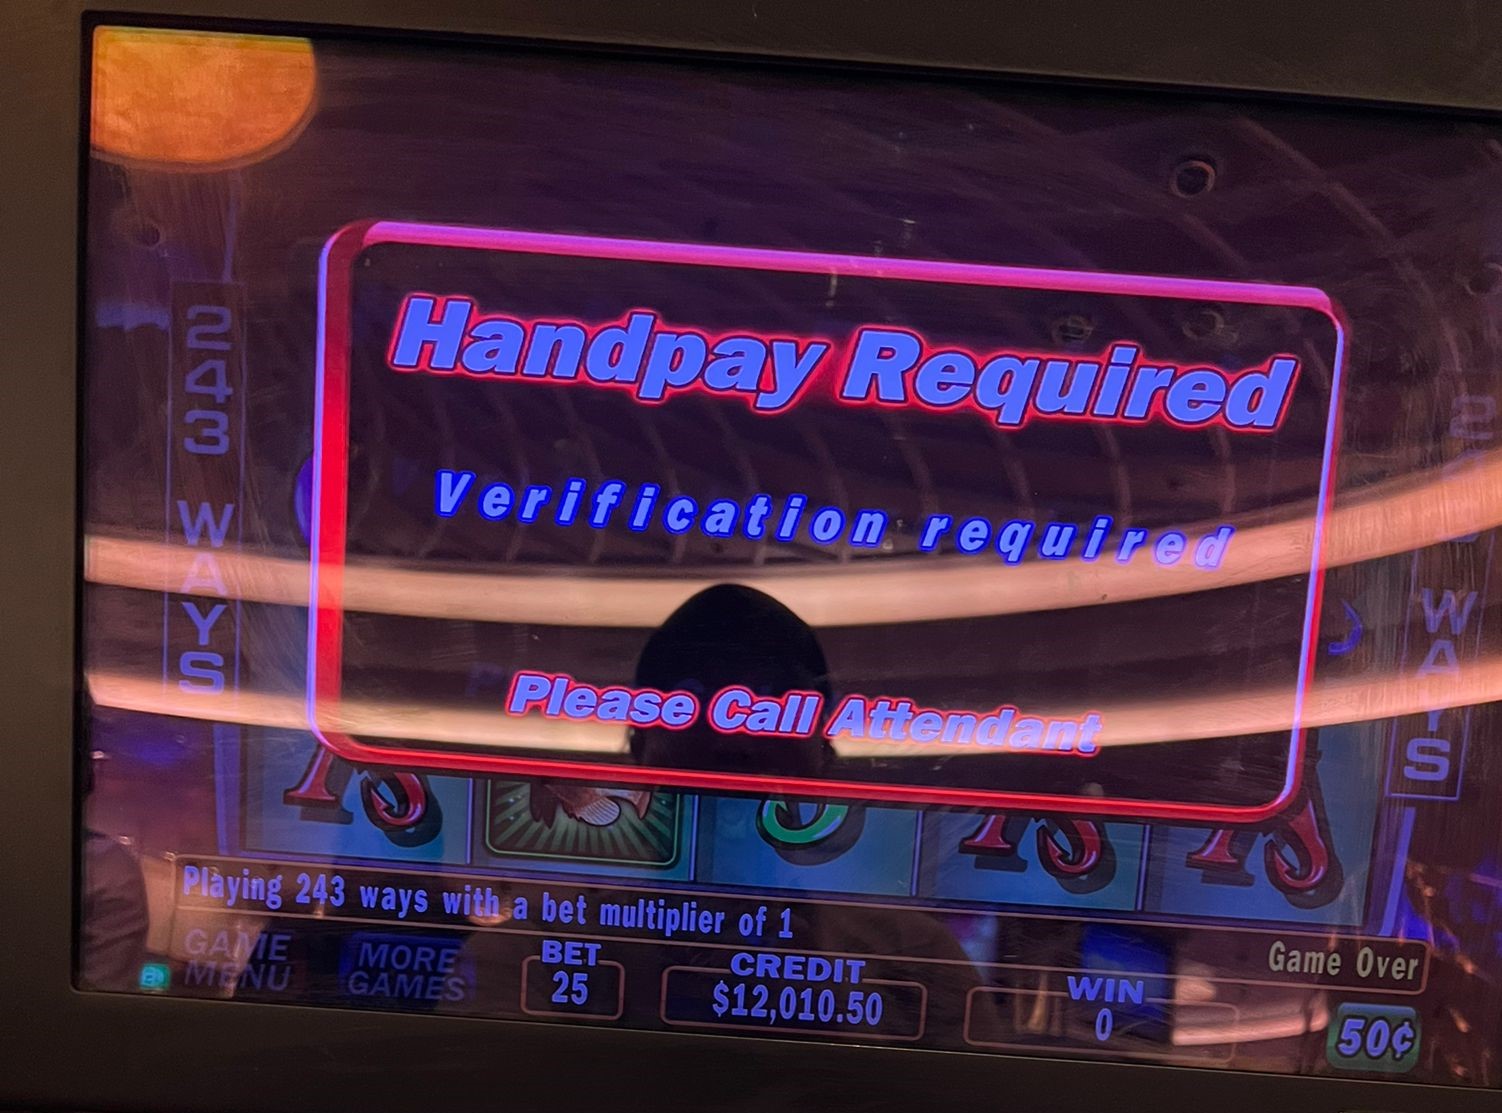 Handpay Required
Verification required
Please Call Attendant
243 WAYS
WAYS
Playing 243 ways with a bet multiplier of 1
Game Over
GAME MENU
MORE GAMES
BET
25
CREDIT
$12,010.50
WIN
0
50¢